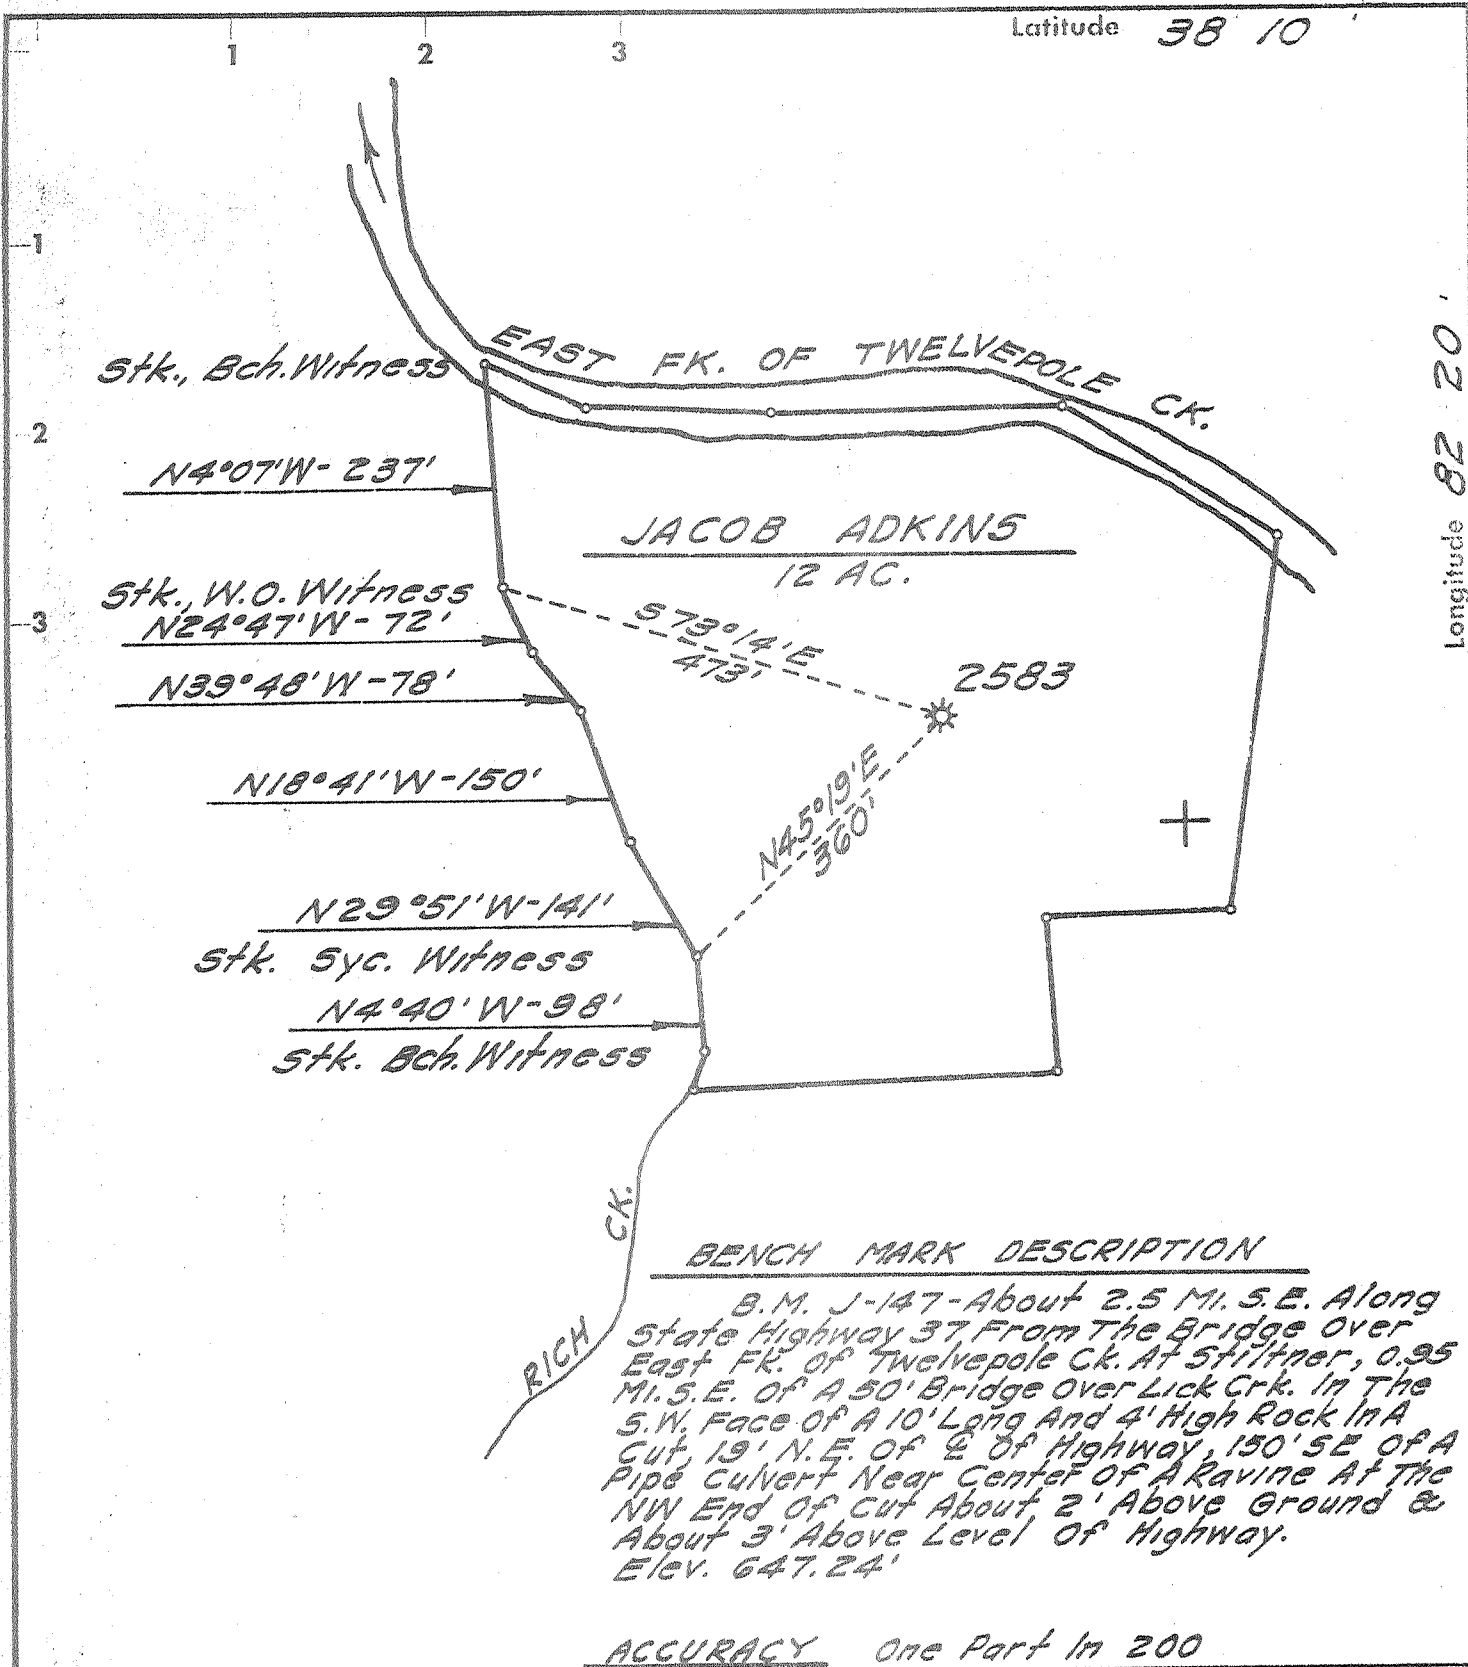 Latitude 38 10 '
1 2 3
1
2
3
Longitude 82 20 '
EAST FK. OF TWELVEPOLE CK.
Stk., Bch. Witness
N4°07'W- 237'
JACOB ADKINS
12 AC.
Stk., W.O. Witness
N24°47'W- 72'
S73°14'E
473'
N39°48'W-78'
2583
N18°41'W-150'
N45°19'E
360'
N29°51'W-141'
Stk. Syc. Witness
N4°40'W-98'
Stk. Bch. Witness
RICH CK.
BENCH MARK DESCRIPTION
B.M. J-147-About 2.5 Mi. S.E. Along
State Highway 37 From The Bridge Over
East Fk. Of Twelvepole Ck. At Stiltner, 0.95
Mi. S.E. Of A 50' Bridge Over Lick Crk. In The
S.W. Face Of A 10' Long And 4' High Rock In A
Cut, 19' N.E. Of ℄ Of Highway, 150' SE Of A
Pipe Culvert Near Center Of A Ravine At The
NW End Of Cut About 2' Above Ground &
About 3' Above Level Of Highway.
Elev. 647.24'
ACCURACY One Part In 200